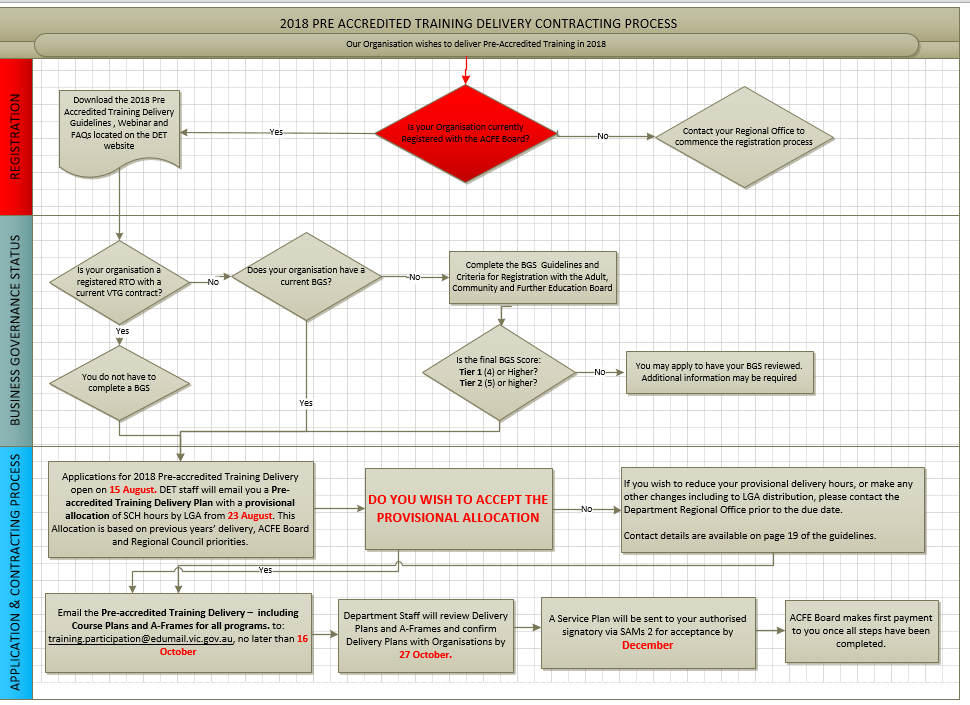 2018 PRE ACCREDITED TRAINING DELIVERY CONTRACTING PROCESS
Our Organisation wishes to deliver Pre-Accredited Training in 2018
REGISTRATION
Download the 2018 Pre
Accredited Training Delivery
Guidelines , Webinar and
FAQs located on the DET
website
Yes
Is your Organisation currently
Registered with the ACFE Board?
No
Contact your Regional Office to
commence the registration process
BUSINESS GOVERNANCE STATUS
Is your organisation a
registered RTO with a
current VTG contract?
No
Does your organisation have a
current BGS?
No
Complete the BGS Guidelines and
Criteria for Registration with the Adult,
Community and Further Education Board
Yes
You do not have to
complete a BGS
Yes
Is the final BGS Score:
Tier 1 (4) or Higher?
Tier 2 (5) or higher?
No
You may apply to have your BGS reviewed.
Additional information may be required
APPLICATION & CONTRACTING PROCESS
Applications for 2018 Pre-accredited Training Delivery
open on 15 August. DET staff will email you a Pre-
accredited Training Delivery Plan with a provisional
allocation of SCH hours by LGA from 23 August. This
Allocation is based on previous years' delivery, ACFE Board
and Regional Council priorities.
DO YOU WISH TO ACCEPT THE
PROVISIONAL ALLOCATION
No
If you wish to reduce your provisional delivery hours, or make any
other changes including to LGA distribution, please contact the
Department Regional Office prior to the due date.
Contact details are available on page 19 of the guidelines.
Yes
Email the Pre-accredited Training Delivery – including
Course Plans and A-Frames for all programs. to:
training.participation@edumail.vic.gov.au, no later than 16
October
Department Staff will review Delivery
Plans and A-Frames and confirm
Delivery Plans with Organisations by
27 October.
A Service Plan will be sent to your authorised
signatory via SAMs 2 for acceptance by
December
ACFE Board makes first payment
to you once all steps have been
completed.